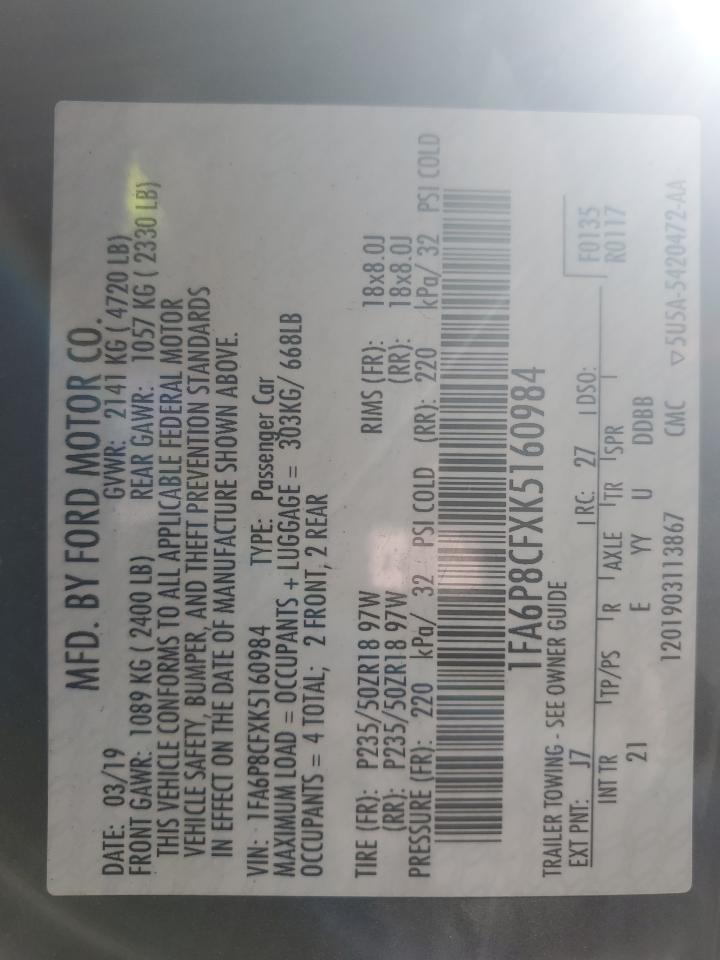 MFD. BY FORD MOTOR CO.
DATE: 03/19 GVWR: 2141 KG ( 4720 LB)
FRONT GAWR: 1089 KG ( 2400 LB) REAR GAWR: 1057 KG ( 2330 LB)
THIS VEHICLE CONFORMS TO ALL APPLICABLE FEDERAL MOTOR
VEHICLE SAFETY, BUMPER, AND THEFT PREVENTION STANDARDS
IN EFFECT ON THE DATE OF MANUFACTURE SHOWN ABOVE.
VIN: 1FA6P8CFXK5160984 TYPE: Passenger Car
MAXIMUM LOAD = OCCUPANTS + LUGGAGE = 303KG/ 668LB
OCCUPANTS = 4 TOTAL; 2 FRONT, 2 REAR
TIRE (FR): P235/50ZR18 97W RIMS (FR): 18x8.0J
(RR): P235/50ZR18 97W (RR): 18x8.0J
PRESSURE (FR): 220 kPa/ 32 PSI COLD (RR): 220 kPa/ 32 PSI COLD
1FA6P8CFXK5160984
TRAILER TOWING - SEE OWNER GUIDE F0135
EXT PNT: J7 RC: 27 DSO: R0117
INT TR TP/PS R AXLE TR SPR
21 E YY U DDBB
1201903113867 CMC ▽5U5A-5420472-AA